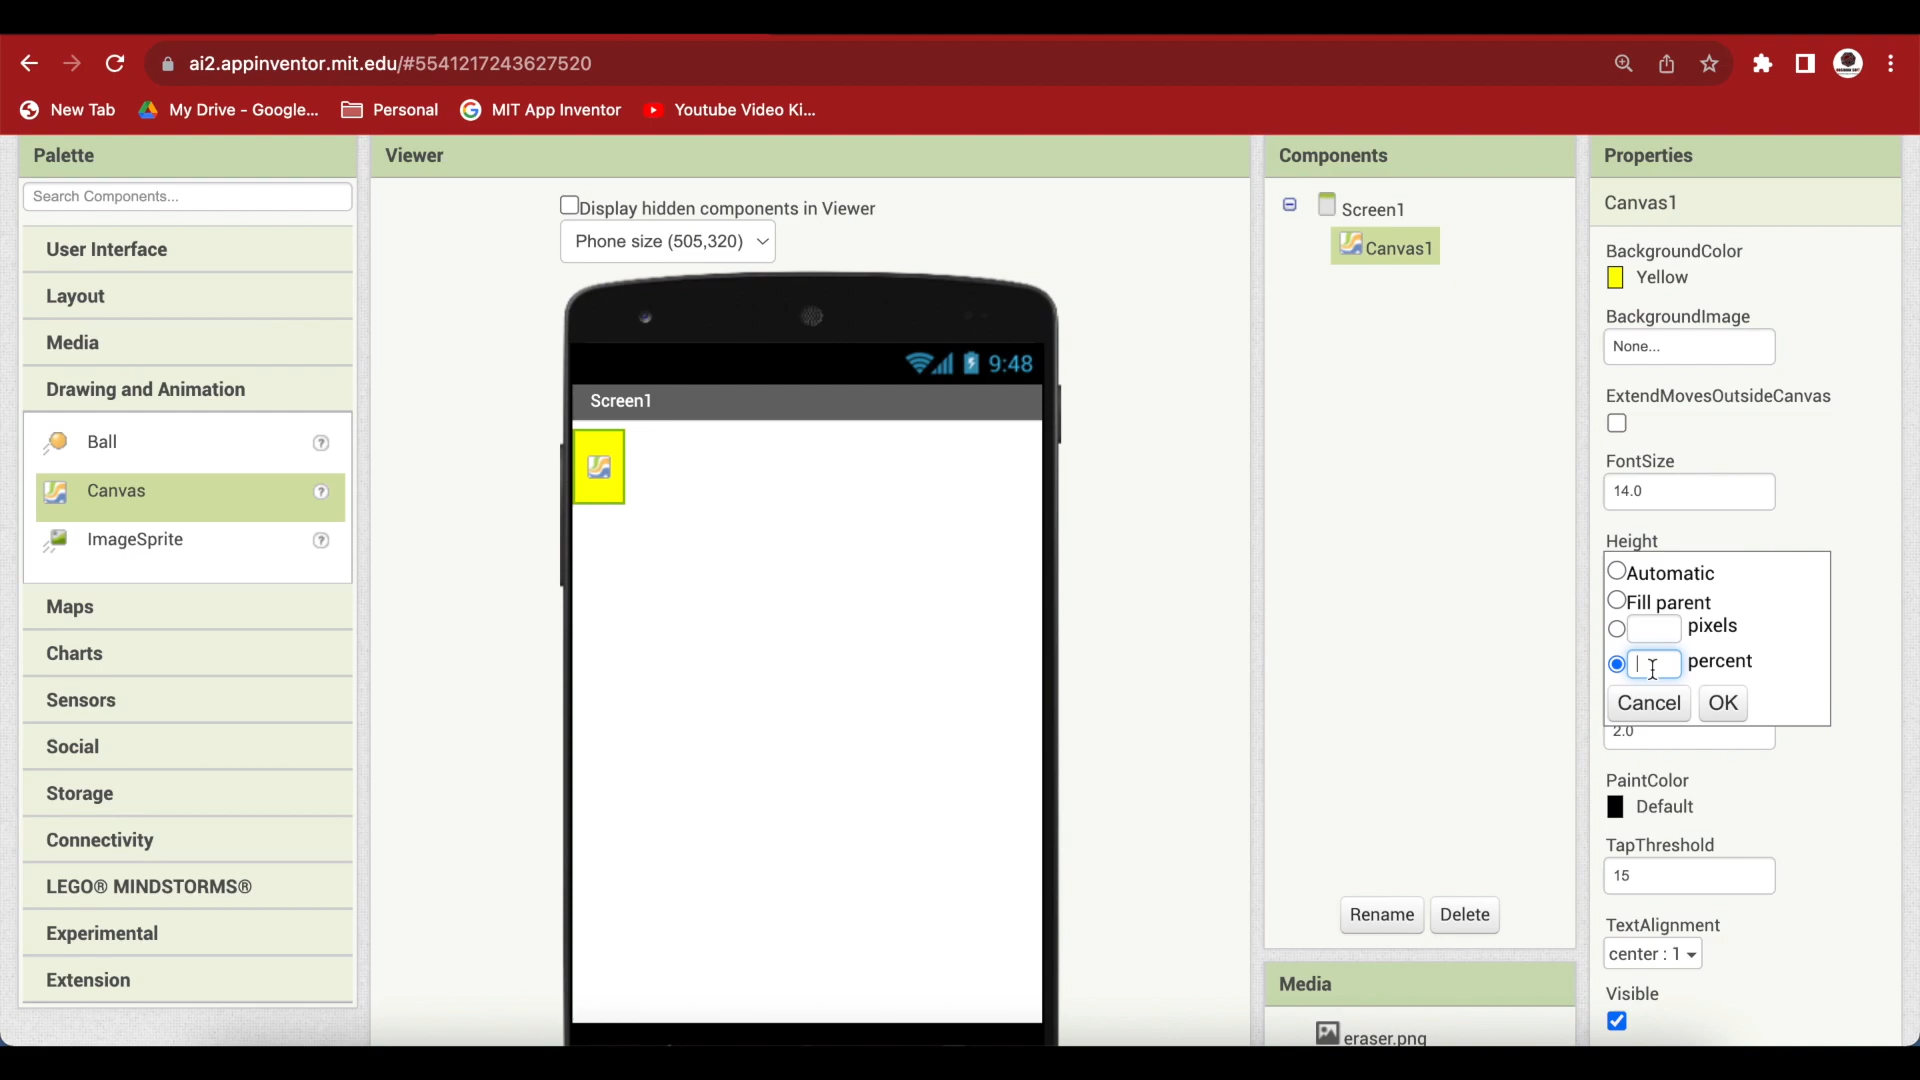 ai2.appinventor.mit.edu/#5541217243627520
New Tab
My Drive - Google...
Personal
MIT App Inventor
Youtube Video Ki...
Palette
Search Components...
User Interface
Layout
Media
Drawing and Animation
Ball
?
Canvas
?
ImageSprite
?
Maps
Charts
Sensors
Social
Storage
Connectivity
LEGO® MINDSTORMS®
Experimental
Extension
Viewer
Display hidden components in Viewer
Phone size (505,320)
9:48
Screen1
Components
Screen1
Canvas1
Rename
Delete
Media
eraser.png
Properties
Canvas1
BackgroundColor
Yellow
BackgroundImage
None...
ExtendMovesOutsideCanvas
FontSize
14.0
Height
Automatic
Fill parent
pixels
percent
Cancel
OK
2.0
PaintColor
Default
TapThreshold
15
TextAlignment
center : 1
Visible